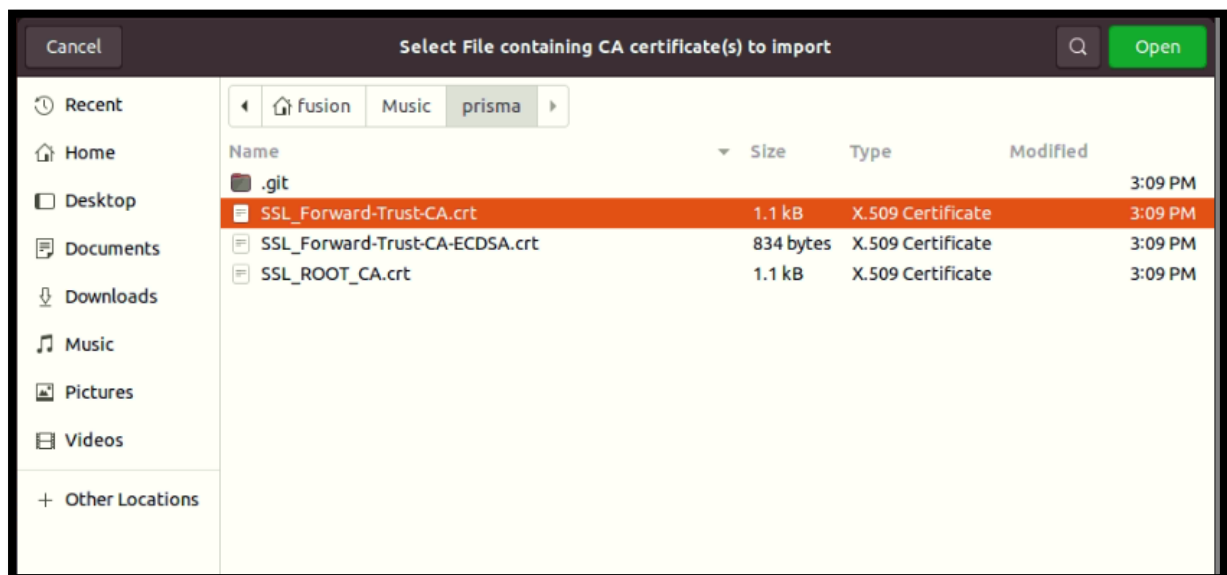 Cancel
Select File containing CA certificate(s) to import
Open
Recent
Home
Desktop
Documents
Downloads
Music
Pictures
Videos
+ Other Locations
fusion Music prisma
Name Size Type Modified
.git 3:09 PM
SSL_Forward-Trust-CA.crt 1.1 kB X.509 Certificate 3:09 PM
SSL_Forward-Trust-CA-ECDSA.crt 834 bytes X.509 Certificate 3:09 PM
SSL_ROOT_CA.crt 1.1 kB X.509 Certificate 3:09 PM